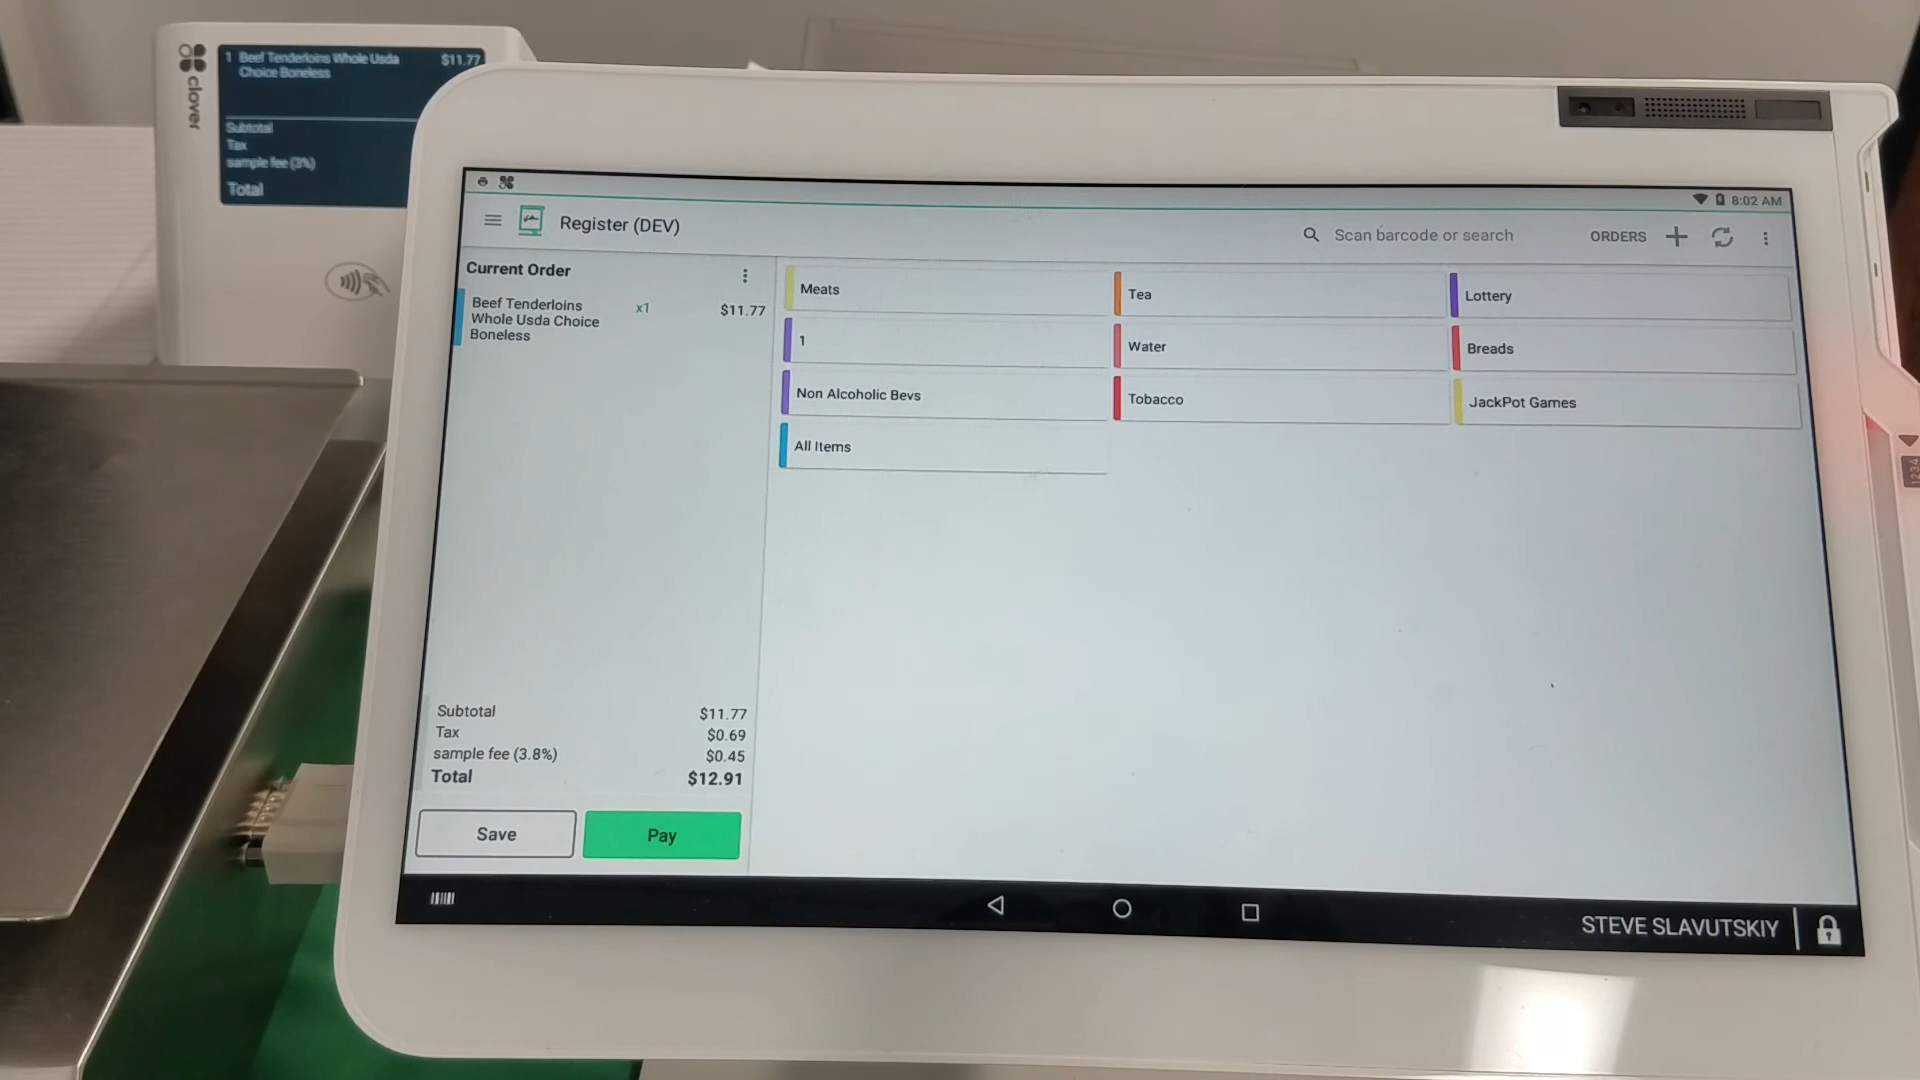 clover
1 Beef Tenderloins Whole Usda $11.77
Choice Boneless
Subtotal
Tax
sample fee (3%)
Total
8:02 AM
Register (DEV)
Scan barcode or search
ORDERS
Current Order
Beef Tenderloins x1 $11.77
Whole Usda Choice
Boneless
Meats
Tea
Lottery
1
Water
Breads
Non Alcoholic Bevs
Tobacco
JackPot Games
All Items
Subtotal $11.77
Tax $0.69
sample fee (3.8%) $0.45
Total $12.91
Save
Pay
STEVE SLAVUTSKIY
1234